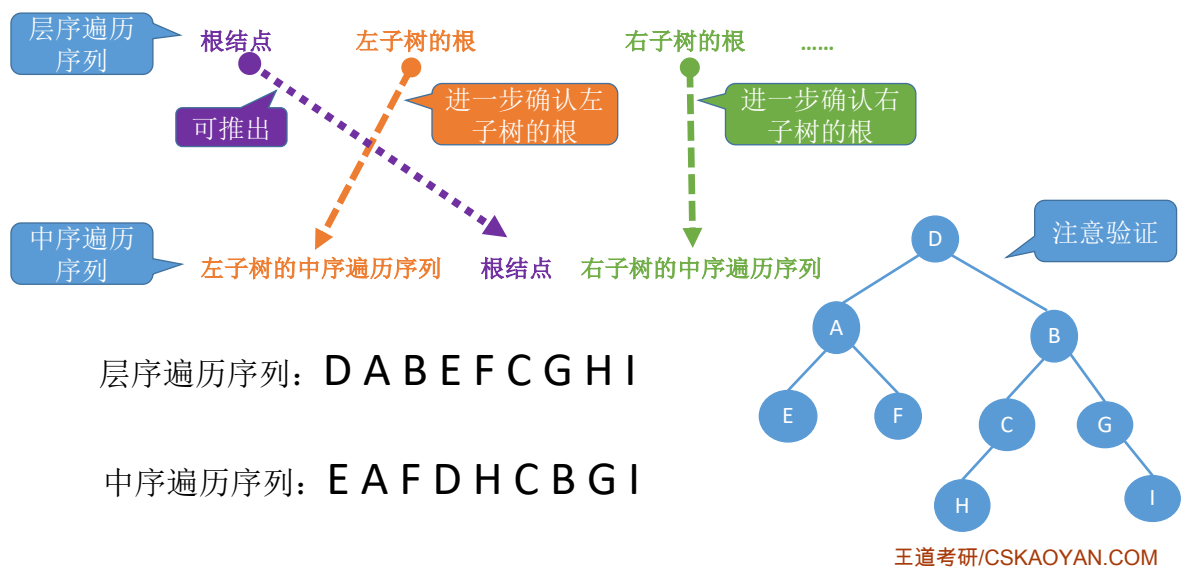 层序遍历
序列
根结点
左子树的根
右子树的根
……
可推出
进一步确认左
子树的根
进一步确认右
子树的根
中序遍历
序列
左子树的中序遍历序列
根结点
右子树的中序遍历序列
注意验证
D
A
B
E
F
C
G
H
I
层序遍历序列：D A B E F C G H I
中序遍历序列：E A F D H C B G I
王道考研/CSKAOYAN.COM